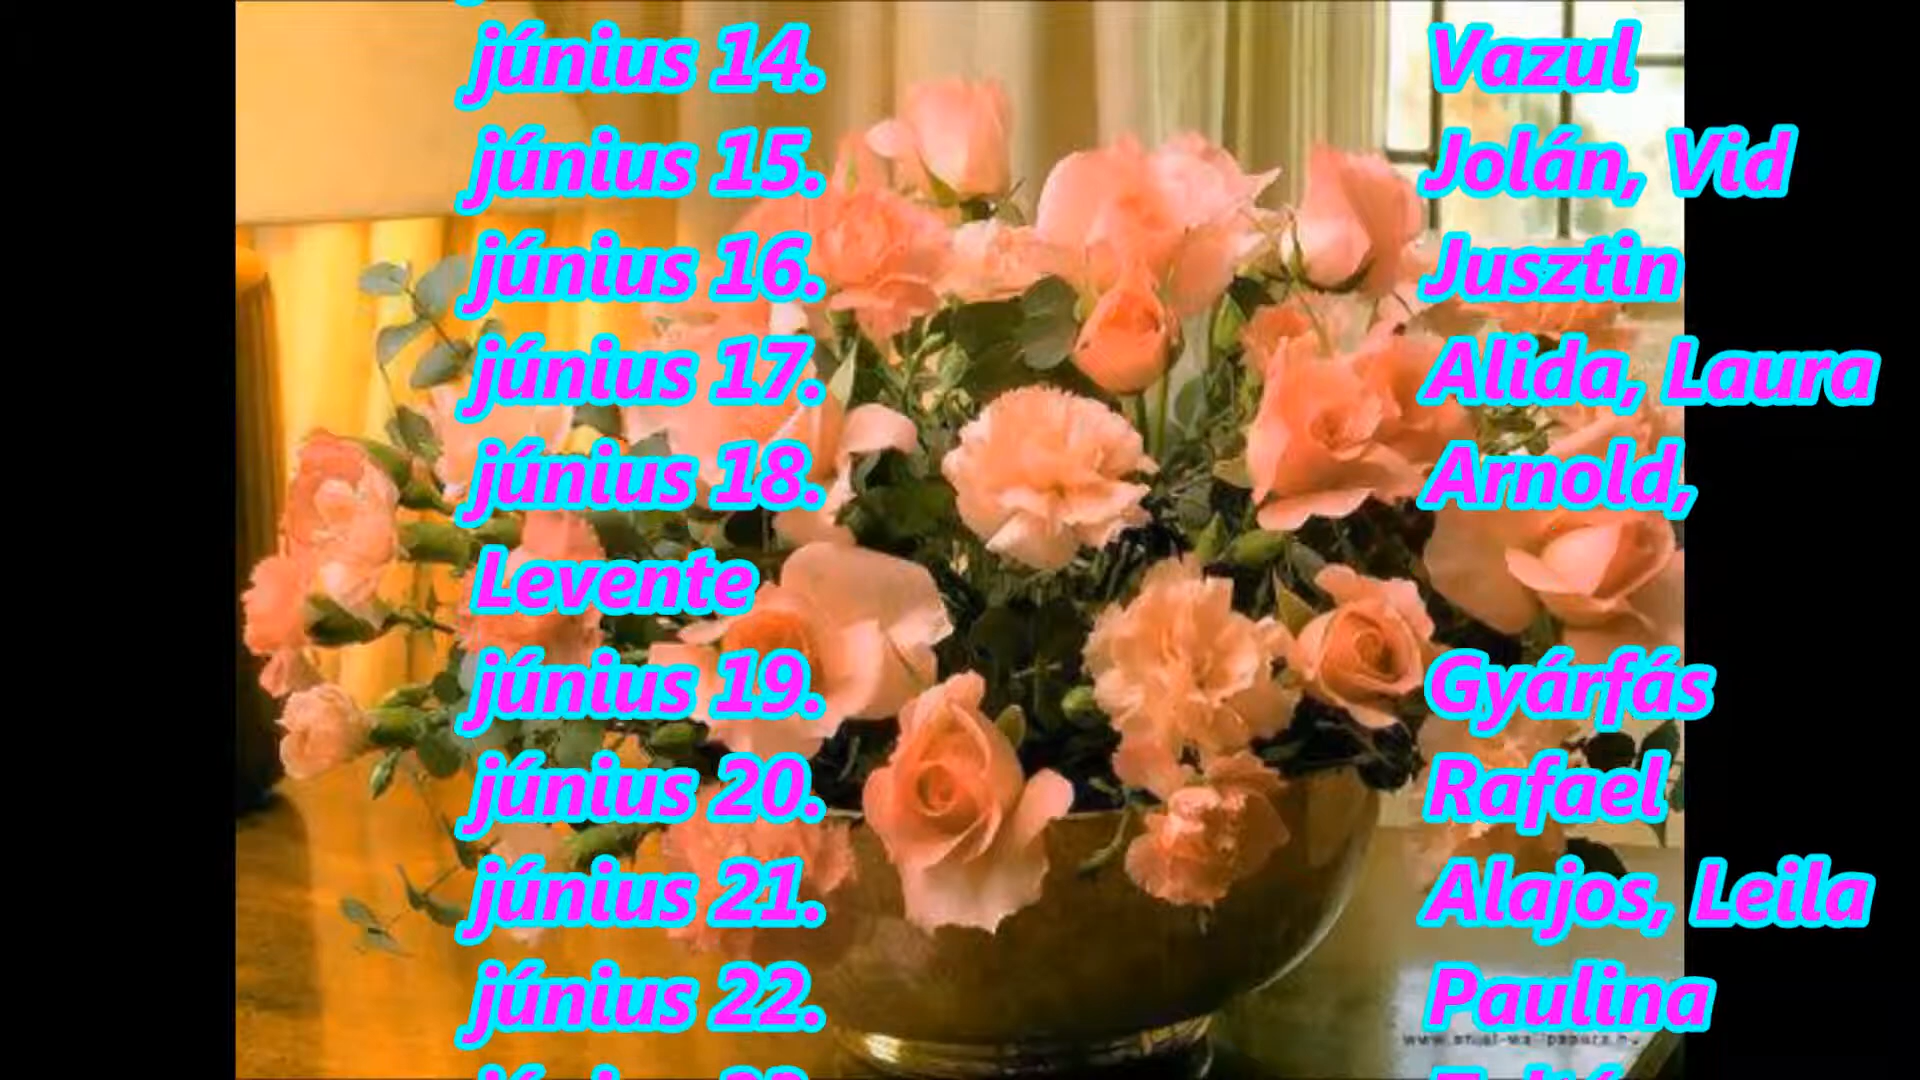 június 14. Vazul
június 15. Jolán, Vid
június 16. Jusztin
június 17. Alida, Laura
június 18. Arnold,
Levente
június 19. Gyárfás
június 20. Rafael
június 21. Alajos, Leila
június 22. Paulina